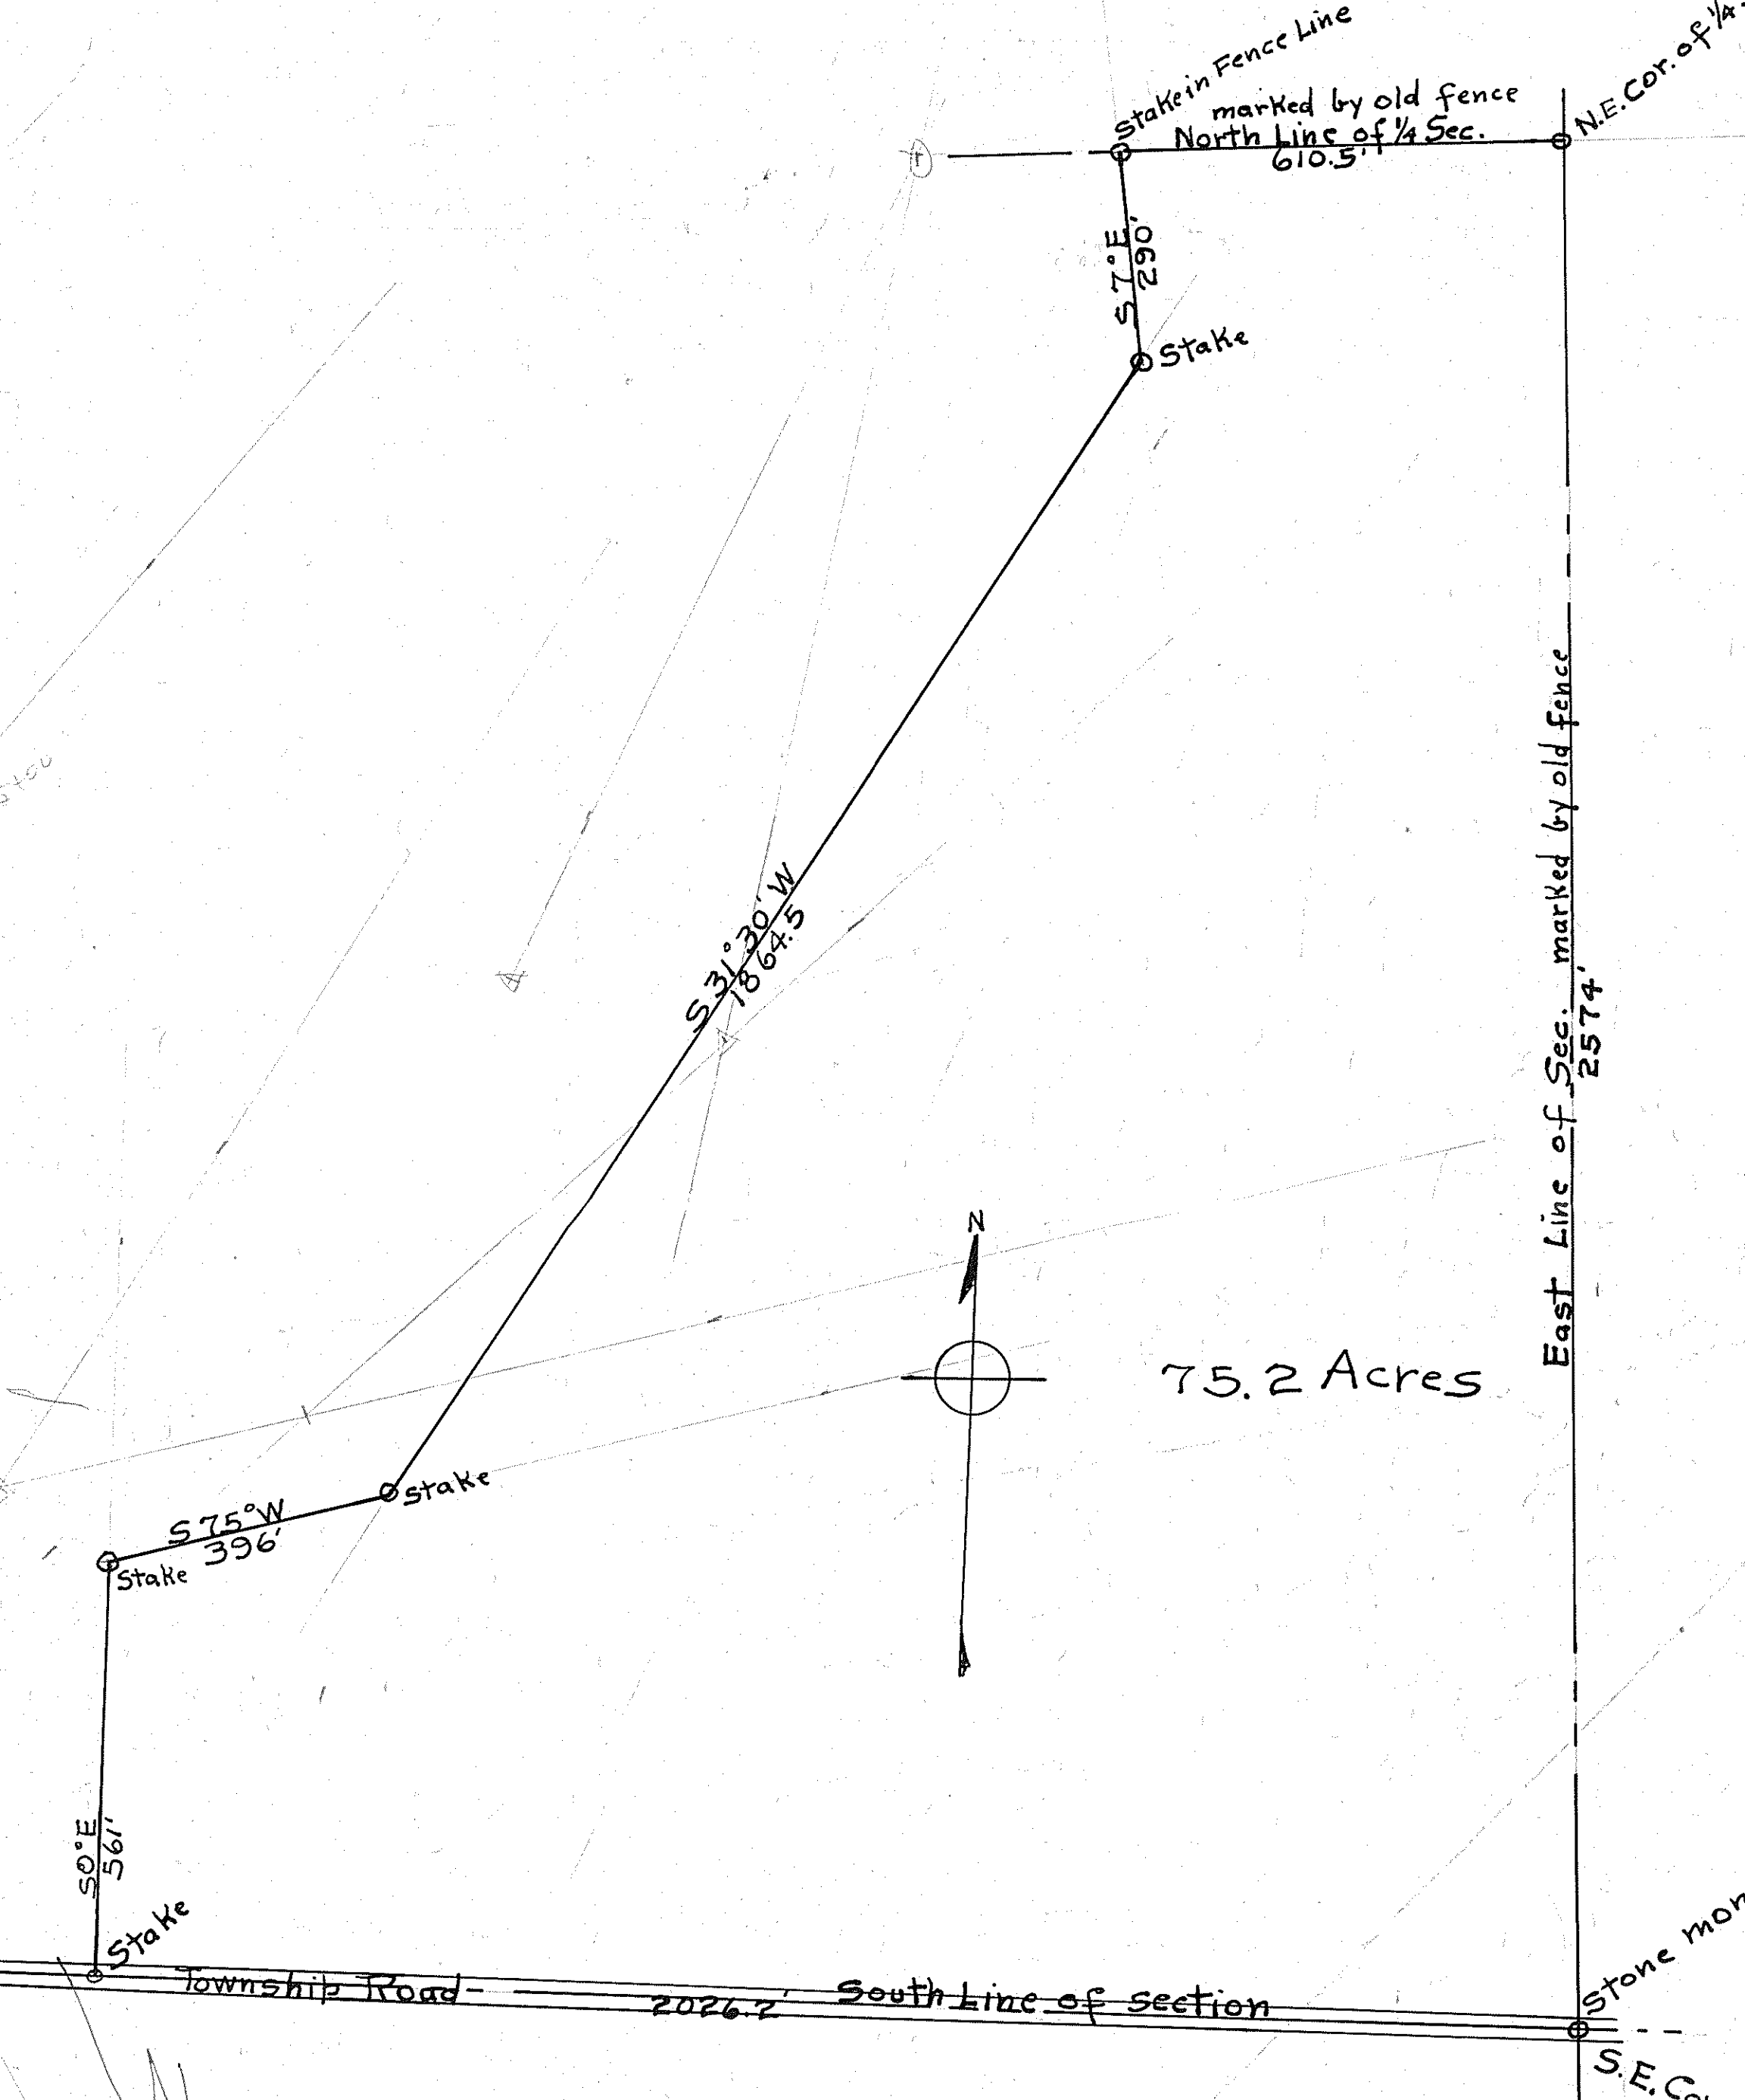 Stake in Fence Line
marked by old fence
North Line of 1/4 Sec.
610.5'
N.E. Cor. of 1/4
S 7° E
290'
Stake
S 31° 30' W
1864.5
East Line of Sec. marked by old fence
2574'
N
75.2 Acres
Stake
S 75° W
396'
Stake
S 0° E
561'
Stake
Township Road - South Line of section
2026.2'
Stone
S.E.